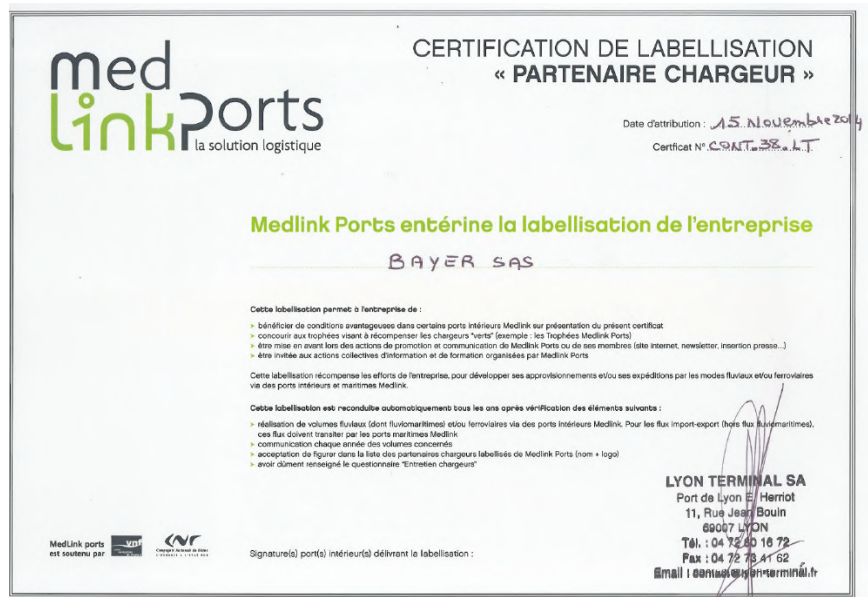 med
linkPorts
la solution logistique
CERTIFICATION DE LABELLISATION
« PARTENAIRE CHARGEUR »
Date d'attribution : 15 Novembre 2014
Certficat N° CONT_38_LT
Medlink Ports entérine la labellisation de l'entreprise
BAYER SAS
Cette labellisation permet à l'entreprise de :
> bénéficier de conditions avantageuses dans certains ports intérieurs Medlink sur présentation du présent certificat
> concourir aux trophées visant à récompenser les chargeurs "verts" (exemple : les Trophées Medlink Ports)
> être mise en avant lors des actions de promotion et communication de Medlink Ports ou de ses membres (site internet, newsletter, insertion presse...)
> être invitée aux actions collectives d'information et de formation organisées par Medlink Ports
Cette labellisation récompense les efforts de l'entreprise, pour développer ses approvisionnements et/ou ses expéditions par les modes fluviaux et/ou ferroviaires
via des ports intérieurs et maritimes Medlink.
Cette labellisation est reconduite automatiquement tous les ans après vérification des éléments suivants :
> réalisation de volumes fluviaux (dont fluviomaritimes) et/ou ferroviaires via des ports intérieurs Medlink. Pour les flux import-export (hors flux fluviomaritimes),
ces flux doivent transiter par les ports maritimes Medlink
> communication chaque année des volumes concernés
> acceptation de figurer dans la liste des partenaires chargeurs labellisés de Medlink Ports (nom + logo)
> avoir dûment renseigné le questionnaire "Entretien chargeurs"
LYON TERMINAL SA
Port de Lyon E. Herriot
11, Rue Jean Bouin
69007 LYON
Tél. : 04 72 80 16 72
Fax : 04 72 73 41 62
Email :
MedLink ports
est soutenu par
vnf
CNR
Compagnie Nationale du Rhône
Signature(s) port(s) intérieur(s) délivrant la labellisation :